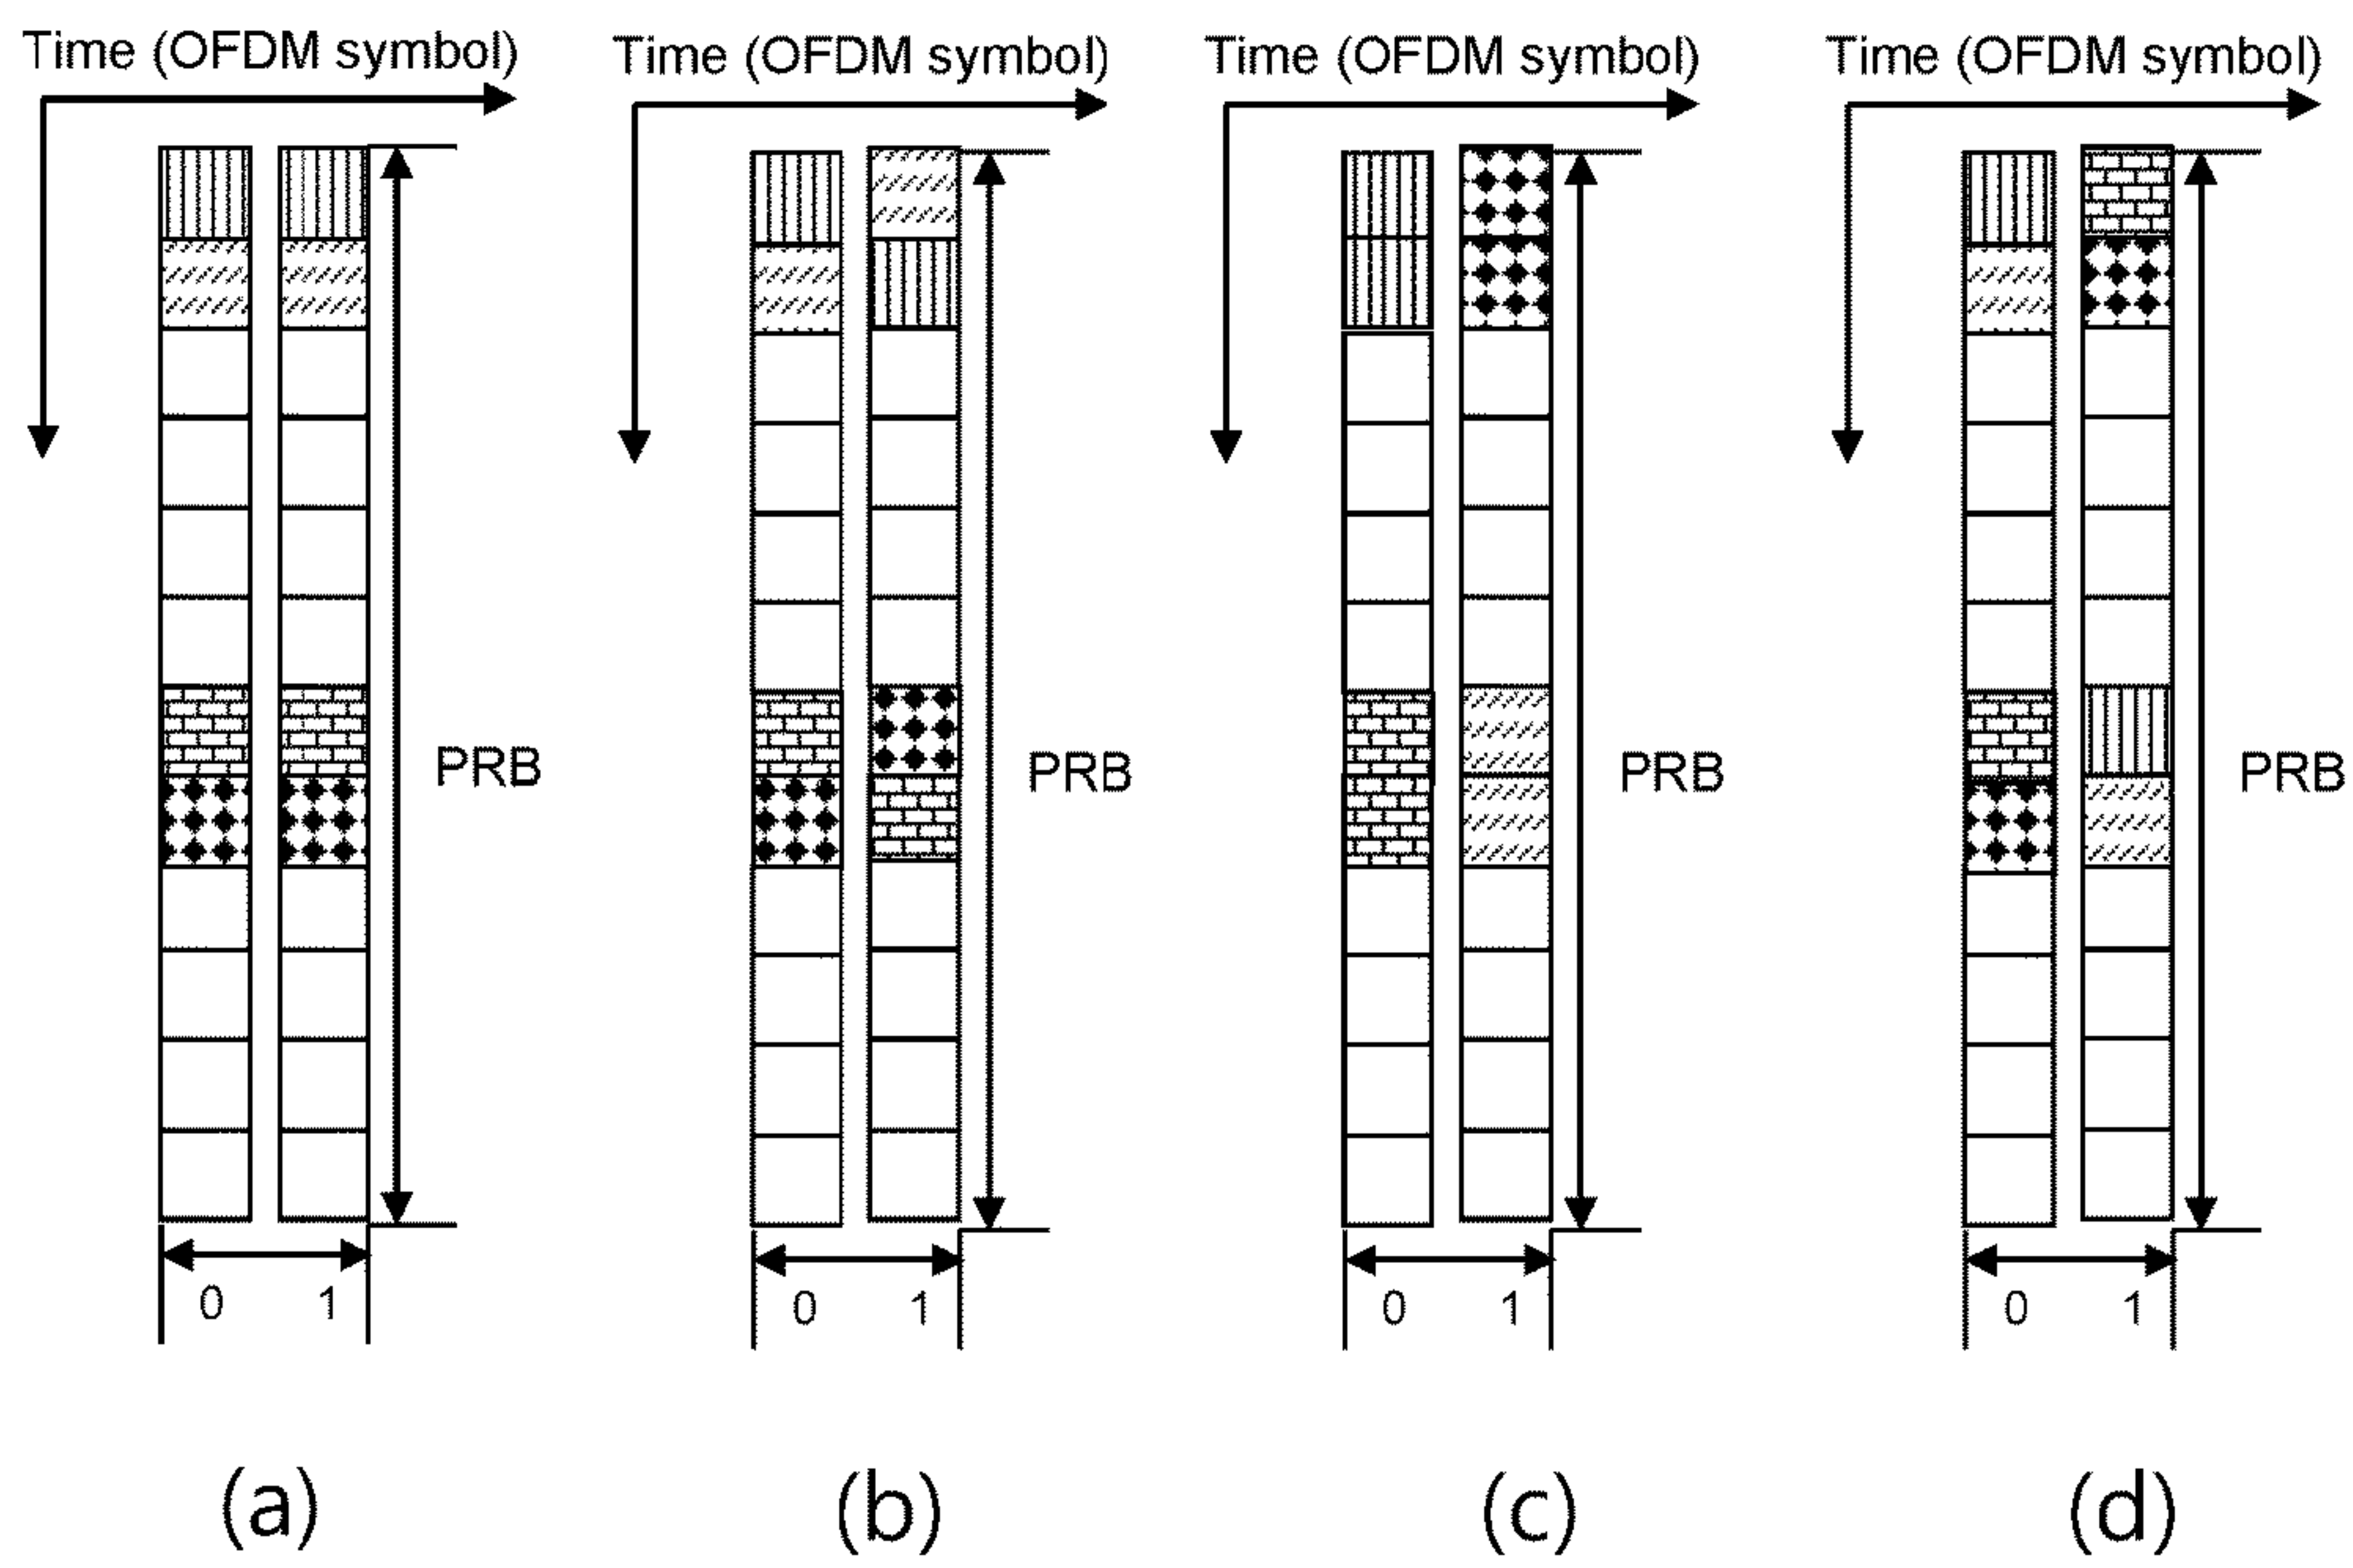 Time (OFDM symbol) Time (OFDM symbol) Time (OFDM symbol) Time (OFDM symbol)
PRB PRB PRB PRB
0 1 0 1 0 1 0 1
(a) (b) (c) (d)